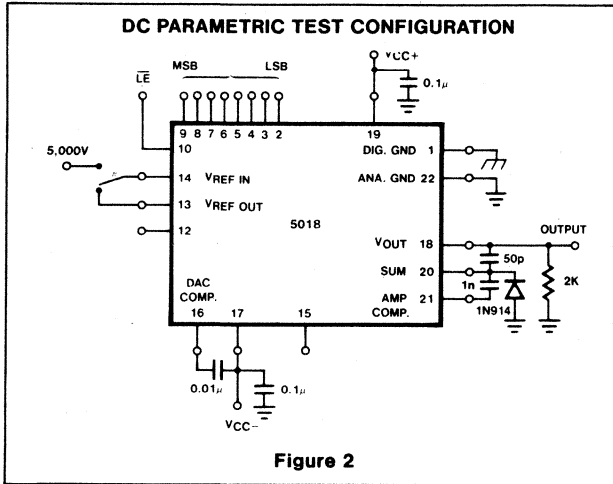 DC PARAMETRIC TEST CONFIGURATION
VCC+
MSB LSB
LE
0.1μ
9 8 7 6 5 4 3 2 19
5,000V
10 DIG. GND 1
14 VREF IN ANA. GND 22
13 VREF OUT
12 5018
OUTPUT
VOUT 18
50p
DAC COMP. SUM 20
1n 2K
AMP COMP. 21
1N914
16 17 15
0.01μ 0.1μ
VCC−
Figure 2